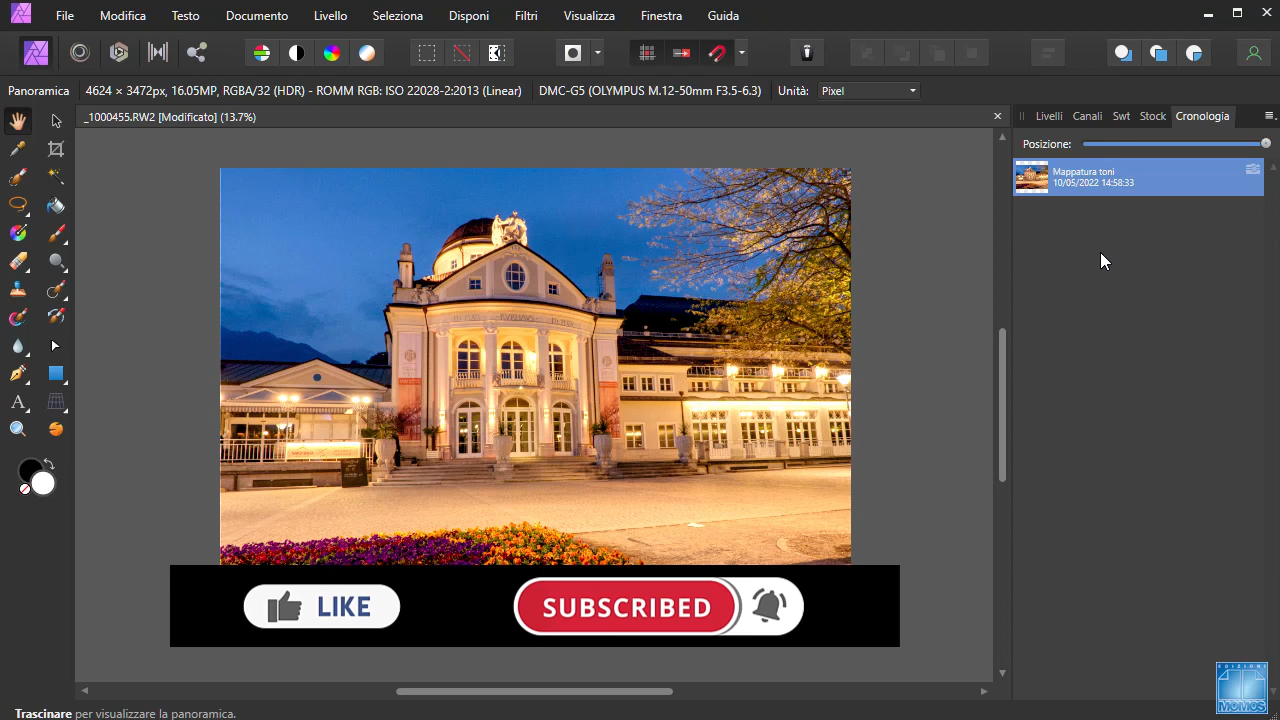 File Modifica Testo Documento Livello Seleziona Disponi Filtri Visualizza Finestra Guida
Panoramica 4624 × 3472px, 16.05MP, RGBA/32 (HDR) - ROMM RGB: ISO 22028-2:2013 (Linear) DMC-G5 (OLYMPUS M.12-50mm F3.5-6.3) Unità: Pixel
_1000455.RW2 [Modificato] (13.7%)
Livelli Canali Swt Stock Cronologia
Posizione:
Mappatura toni
10/05/2022 14:58:33
KURHAUS
LIKE
SUBSCRIBED
EDIZIONI
MOMOS
Trascinare per visualizzare la panoramica.